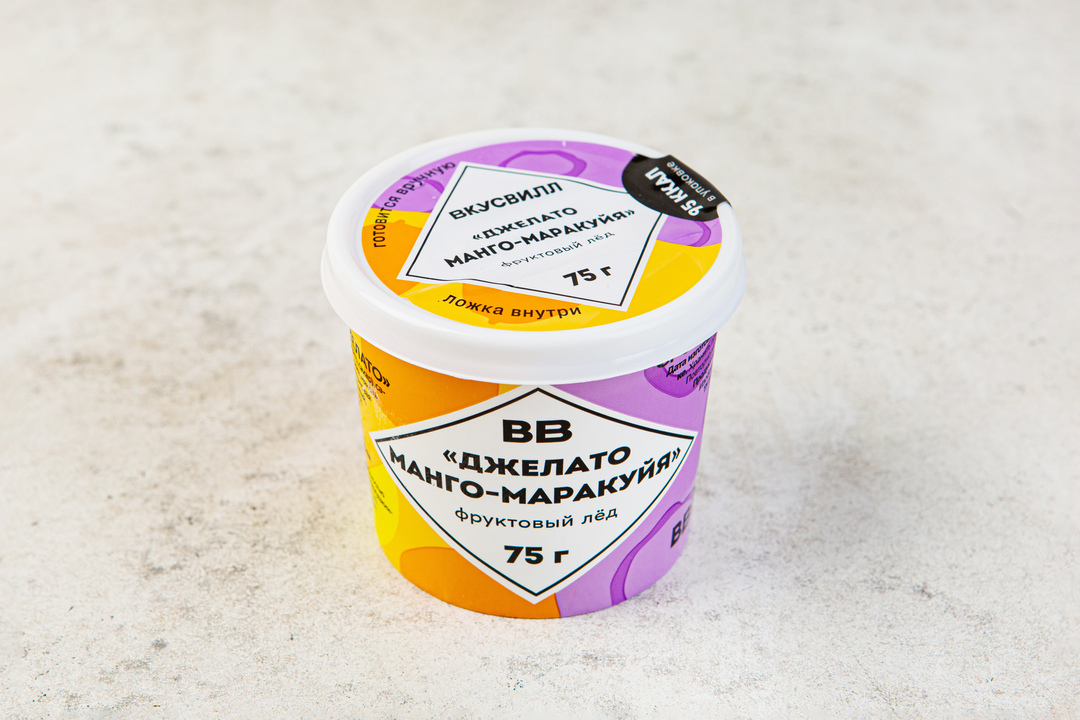 готовится вручную
95 ККАЛ
в упаковке
ВКУСВИЛЛ
«ДЖЕЛАТО
МАНГО-МАРАКУЙЯ»
фруктовый лёд
75 г
ложка внутри
ВВ
«ДЖЕЛАТО
МАНГО-МАРАКУЙЯ»
фруктовый лёд
75 г